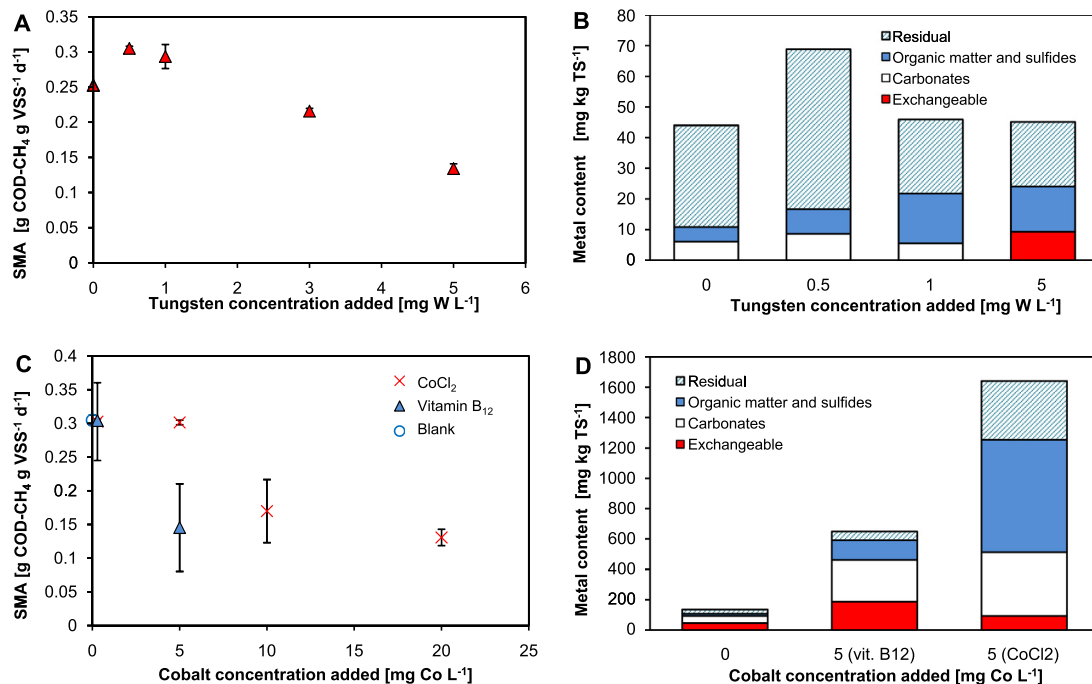 A
SMA [g COD-CH₄ g VSS⁻¹ d⁻¹]
0.35
0.3
0.25
0.2
0.15
0.1
0.05
0
0 1 2 3 4 5 6
Tungsten concentration added [mg W L⁻¹]
B
Metal content [mg kg TS⁻¹]
80
70
60
50
40
30
20
10
0
Residual
Organic matter and sulfides
Carbonates
Exchangeable
0 0.5 1 5
Tungsten concentration added [mg W L⁻¹]
C
SMA [g COD-CH₄ g VSS⁻¹ d⁻¹]
0.4
0.35
0.3
0.25
0.2
0.15
0.1
0.05
0
CoCl₂
Vitamin B₁₂
Blank
0 5 10 15 20 25
Cobalt concentration added [mg Co L⁻¹]
D
Metal content [mg kg TS⁻¹]
1800
1600
1400
1200
1000
800
600
400
200
0
Residual
Organic matter and sulfides
Carbonates
Exchangeable
0 5 (vit. B12) 5 (CoCl2)
Cobalt concentration added [mg Co L⁻¹]